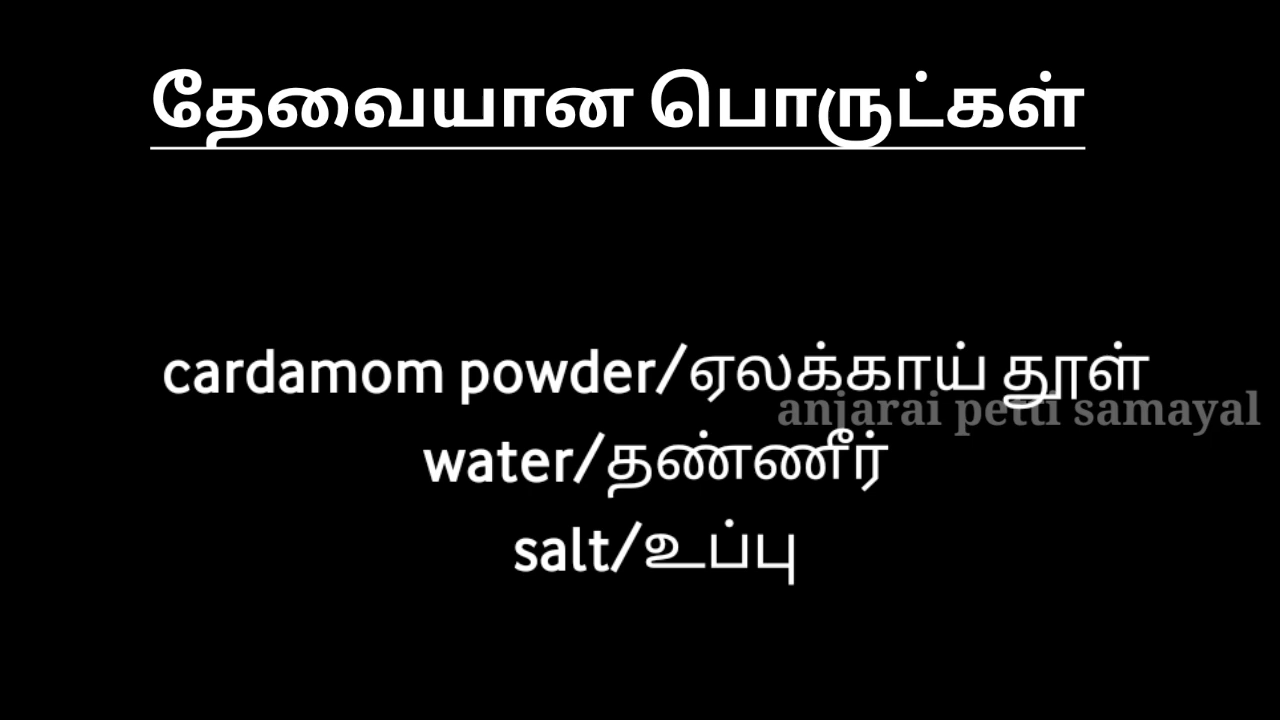 தேவையான பொருட்கள்
cardamom powder/ஏலக்காய் தூள்
anjarai petti samayal
water/தண்ணீர்
salt/உப்பு